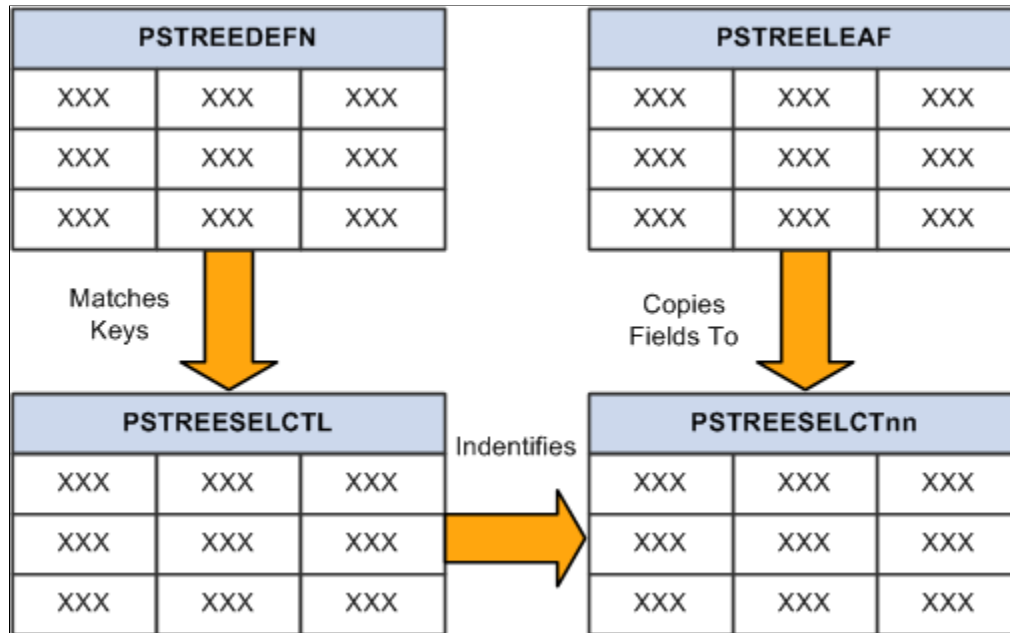 PSTREEDEFN
XXX XXX XXX
XXX XXX XXX
XXX XXX XXX
PSTREELEAF
XXX XXX XXX
XXX XXX XXX
XXX XXX XXX
Matches
Keys
Copies
Fields To
PSTREESELCTL
XXX XXX XXX
XXX XXX XXX
XXX XXX XXX
Indentifies
PSTREESELCTnn
XXX XXX XXX
XXX XXX XXX
XXX XXX XXX